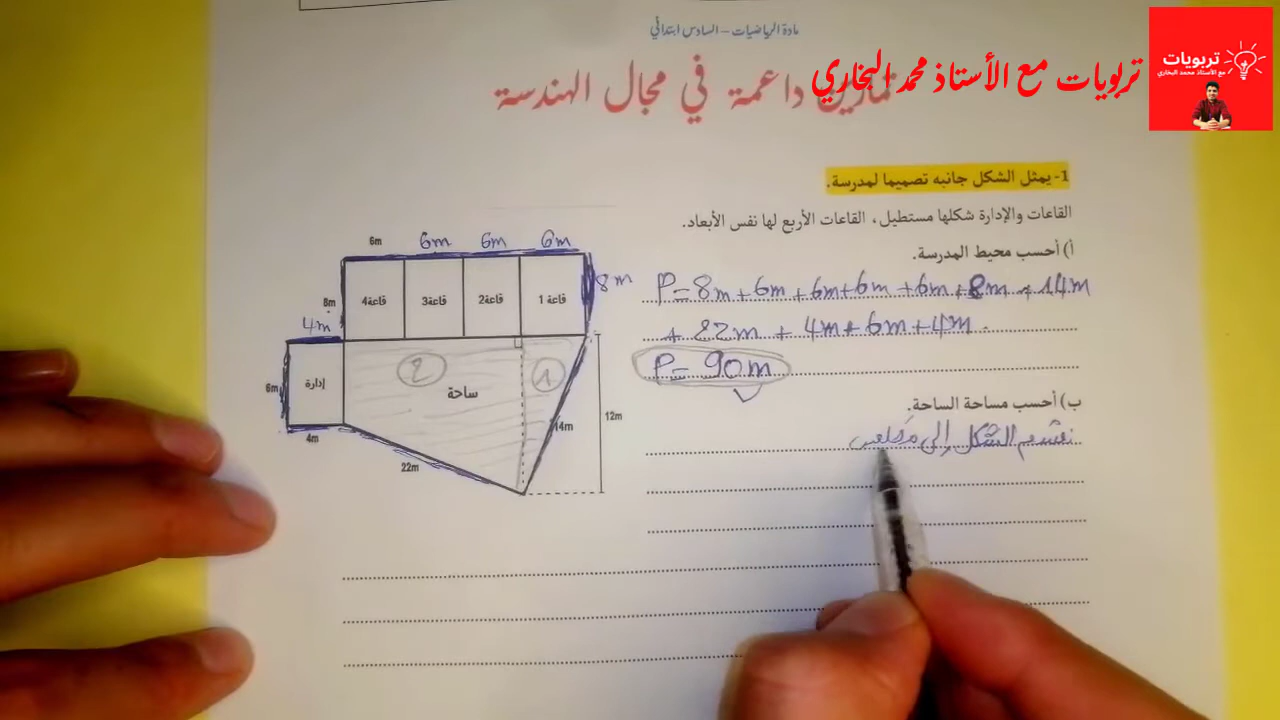 مادة الرياضيات – السادس ابتدائي
تربويات
مع الأستاذ محمد البخاري
تربويات مع الأستاذ محمد البخاري
تمارين داعمة في مجال الهندسة
1- يمثل الشكل جانبه تصميما لمدرسة.
القاعات والإدارة شكلها مستطيل، القاعات الأربع لها نفس الأبعاد.
أ) أحسب محيط المدرسة.
P = 8m + 6m + 6m + 6m + 6m + 8m + 14m
+ 22m + 4m + 6m + 4m.
P = 90m
ب) أحسب مساحة الساحة.
نقسم الشكل إلى
6m 6m 6m 6m
8m قاعة4 قاعة3 قاعة2 قاعة 1 8m
4m
6m إدارة 2 ساحة 1
4m
22m
14m
12m